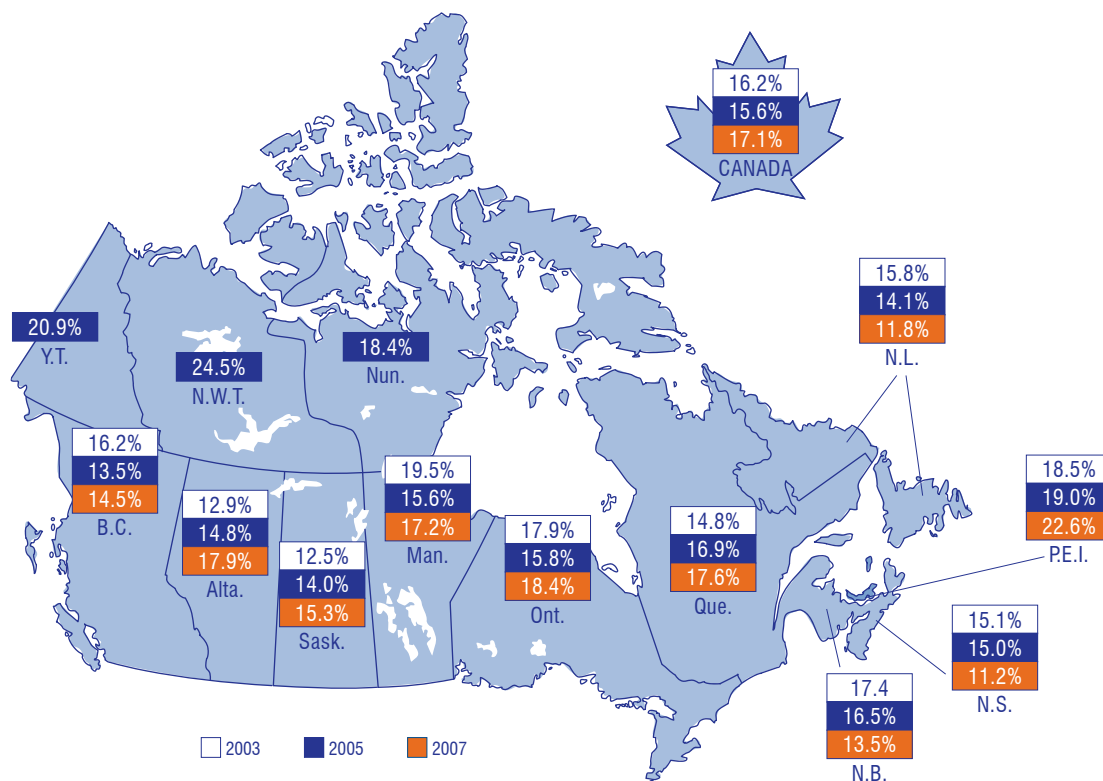 16.2%
15.6%
17.1%
CANADA
15.8%
14.1%
11.8%
N.L.
20.9%
Y.T.
24.5%
N.W.T.
18.4%
Nun.
16.2%
13.5%
14.5%
B.C.
12.9%
14.8%
17.9%
Alta.
12.5%
14.0%
15.3%
Sask.
19.5%
15.6%
17.2%
Man.
17.9%
15.8%
18.4%
Ont.
14.8%
16.9%
17.6%
Que.
18.5%
19.0%
22.6%
P.E.I.
15.1%
15.0%
11.2%
N.S.
17.4
16.5%
13.5%
N.B.
2003 2005 2007